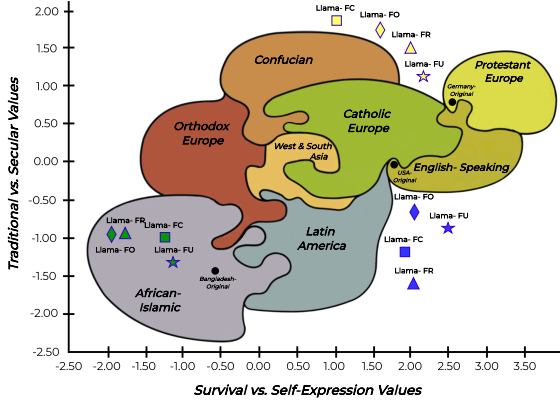 2.00
1.50
1.00
0.50
0.00
-0.50
-1.00
-1.50
-2.00
-2.50
Traditional vs. Secular Values
Llama- FC
Llama- FO
Llama- FR
Llama- FU
Confucian
Protestant
Europe
Germany-
Original
Orthodox
Europe
Catholic
Europe
West & South
Asia
USA-
Original
English- Speaking
Llama- FO
Llama- FU
Llama- FC
Llama- FR
Latin
America
Llama- FR
Llama- FC
Llama- FO
Llama- FU
Bangladesh-
Original
African-
Islamic
-2.50 -2.00 -1.50 -1.00 -0.50 0.00 0.50 1.00 1.50 2.00 2.50 3.00 3.50
Survival vs. Self-Expression Values